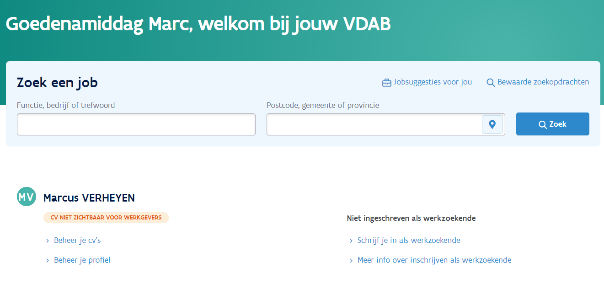 Goedenamiddag Marc, welkom bij jouw VDAB
Zoek een job
Jobsuggesties voor jou
Bewaarde zoekopdrachten
Functie, bedrijf of trefwoord
Postcode, gemeente of provincie
Zoek
MV
Marcus VERHEYEN
CV NIET ZICHTBAAR VOOR WERKGEVERS
Niet ingeschreven als werkzoekende
Beheer je cv's
Schrijf je in als werkzoekende
Beheer je profiel
Meer info over inschrijven als werkzoekende